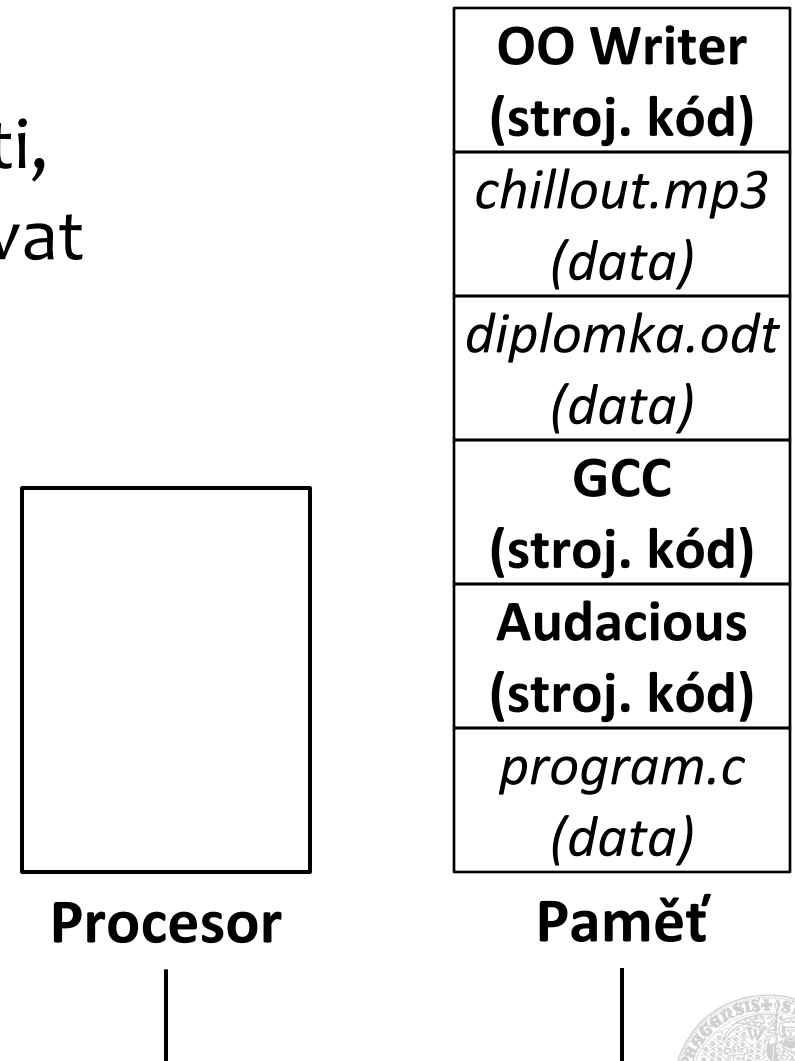 ti,
vat
OO Writer
(stroj. kód)
chillout.mp3
(data)
diplomka.odt
(data)
GCC
(stroj. kód)
Audacious
(stroj. kód)
program.c
(data)
Procesor
Paměť